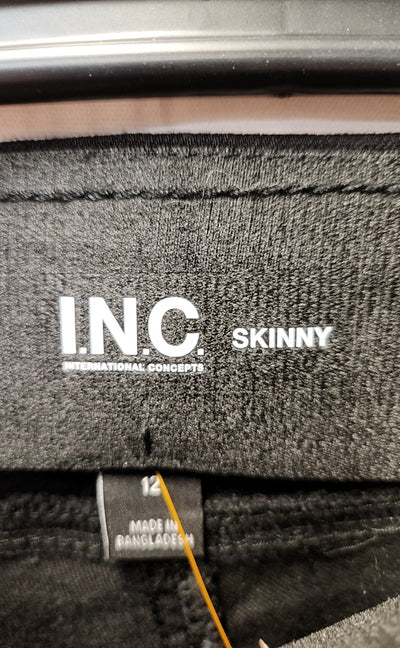 I.N.C. SKINNY
INTERNATIONAL CONCEPTS
12
MADE IN
BANGLADESH